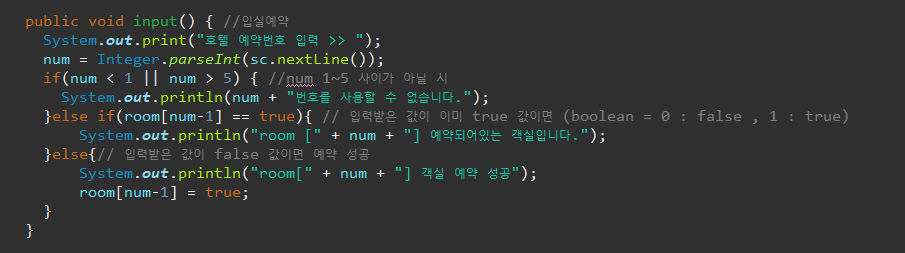 public void input() { //입실예약
System.out.print("호텔 예약번호 입력 >> ");
num = Integer.parseInt(sc.nextLine());
if(num < 1 || num > 5) { //num 1~5 사이가 아닐 시
System.out.println(num + "번호를 사용할 수 없습니다.");
}else if(room[num-1] == true){ // 입력받은 값이 이미 true 값이면 (boolean = 0 : false , 1 : true)
System.out.println("room [" + num + "] 예약되어있는 객실입니다.");
}else{// 입력받은 값이 false 값이면 예약 성공
System.out.println("room[" + num + "] 객실 예약 성공");
room[num-1] = true;
}
}